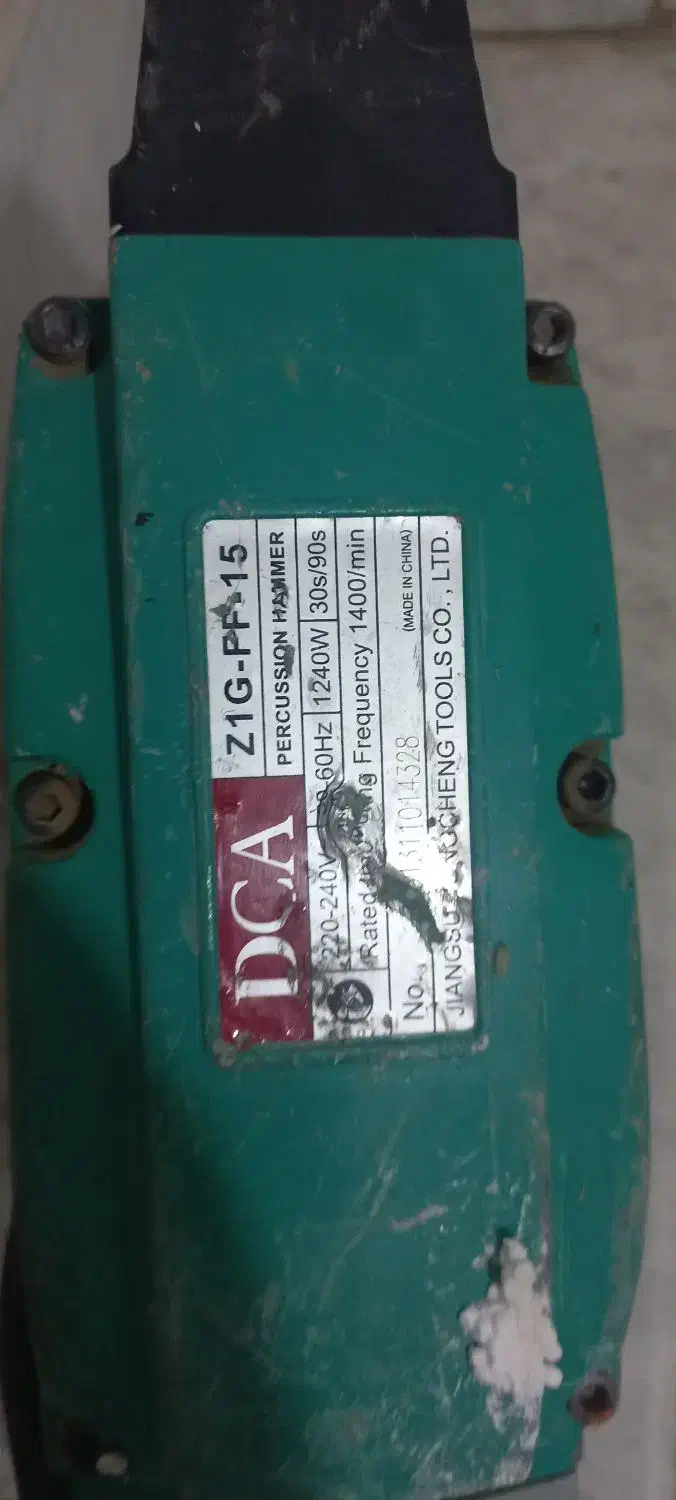 DCA
Z1G-FF-15
PERCUSSION HAMMER
220-240V 60Hz 1240W 30s/90s
Rated Frequency 1400/min
No. 1311014328 (MADE IN CHINA)
JIANGSU TOOLS CO., LTD.